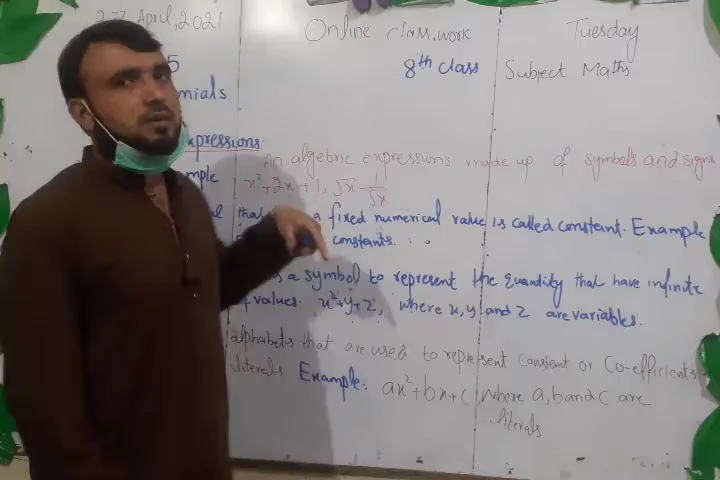 27 April, 2021 Online class.work Tuesday
5 8th class Subject Maths
mials
xpressions:
An algebric expressions made up of symbols and signs
mple x²+2x+1, √x - 1/√x
al that a fixed numerical value is called constant. Example
constants.
a symbol to represent the quantity that have infinite
values. x²+y+z, where x, y and z are variables.
alphabets that are used to represent constant or Co-efficients
literals Example: ax²+bx+c, where a, b and c are
literals